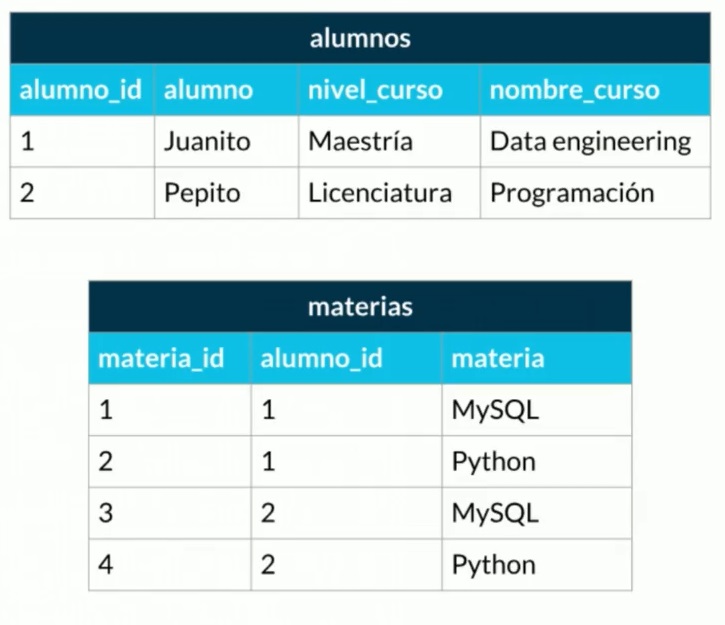 alumnos
alumno_id alumno nivel_curso nombre_curso
1 Juanito Maestría Data engineering
2 Pepito Licenciatura Programación
materias
materia_id alumno_id materia
1 1 MySQL
2 1 Python
3 2 MySQL
4 2 Python